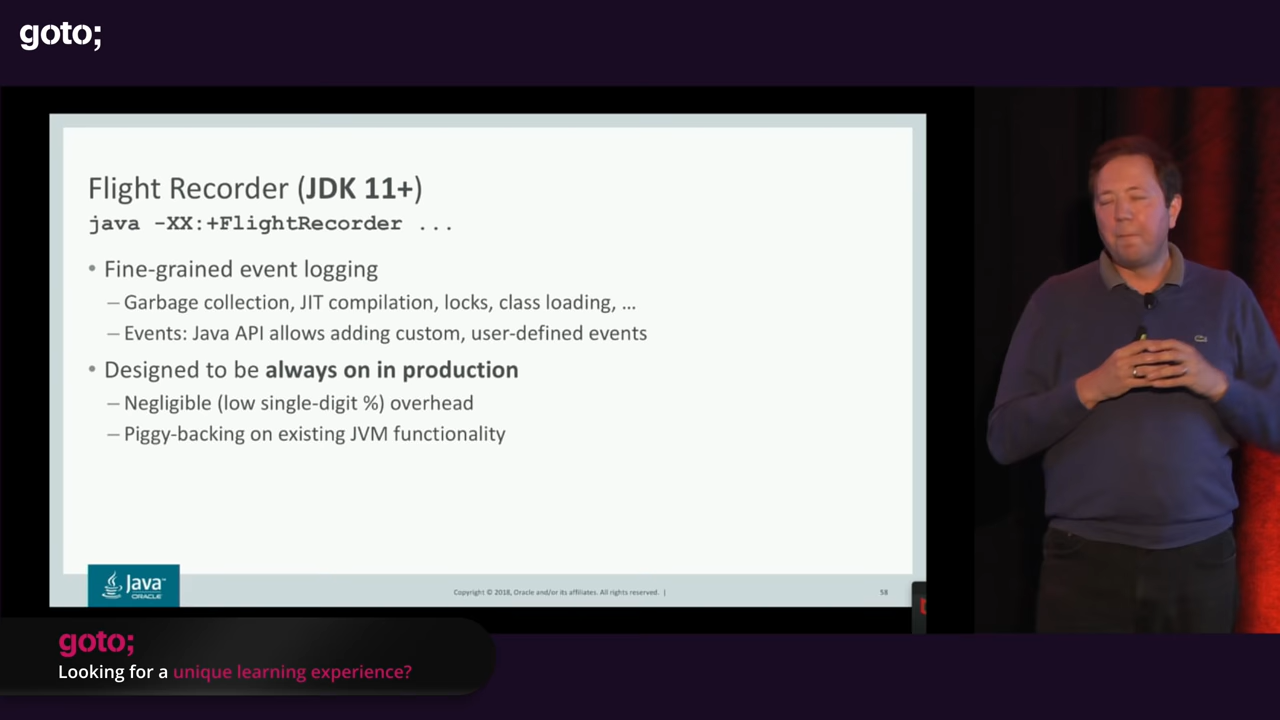 goto;
Flight Recorder (JDK 11+)
java -XX:+FlightRecorder ...
• Fine-grained event logging
– Garbage collection, JIT compilation, locks, class loading, ...
– Events: Java API allows adding custom, user-defined events
• Designed to be always on in production
– Negligible (low single-digit %) overhead
– Piggy-backing on existing JVM functionality
Java™
ORACLE
Copyright © 2018, Oracle and/or its affiliates. All rights reserved. |
58
goto;
Looking for a unique learning experience?